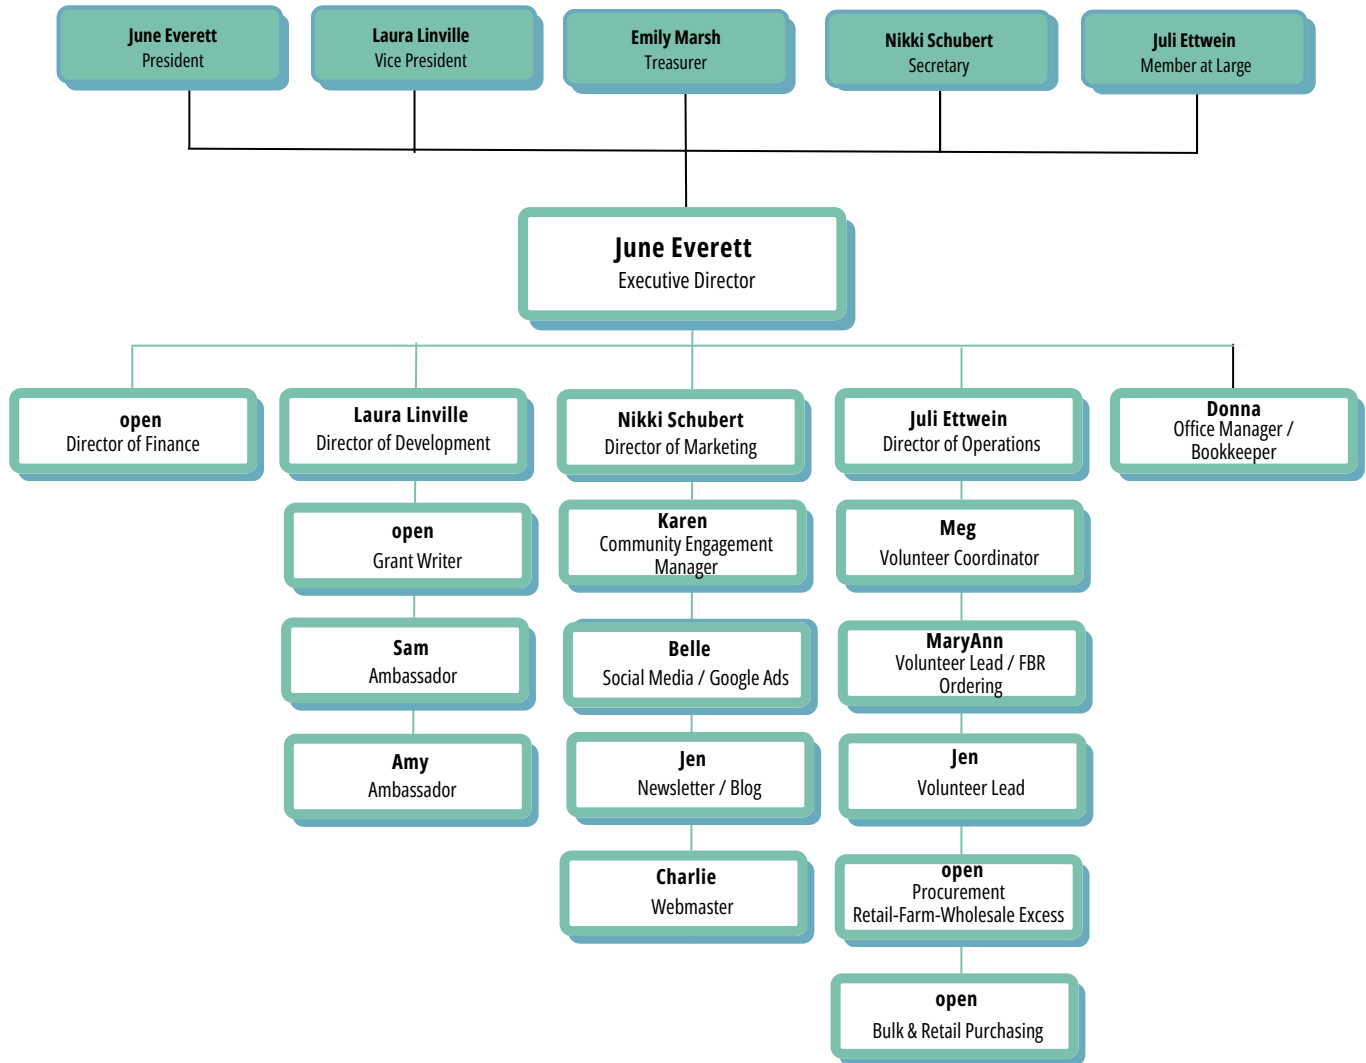 June Everett
President
Laura Linville
Vice President
Emily Marsh
Treasurer
Nikki Schubert
Secretary
Juli Ettwein
Member at Large
June Everett
Executive Director
open
Director of Finance
Laura Linville
Director of Development
Nikki Schubert
Director of Marketing
Juli Ettwein
Director of Operations
Donna
Office Manager /
Bookkeeper
open
Grant Writer
Sam
Ambassador
Amy
Ambassador
Karen
Community Engagement
Manager
Belle
Social Media / Google Ads
Jen
Newsletter / Blog
Charlie
Webmaster
Meg
Volunteer Coordinator
MaryAnn
Volunteer Lead / FBR
Ordering
Jen
Volunteer Lead
open
Procurement
Retail-Farm-Wholesale Excess
open
Bulk & Retail Purchasing